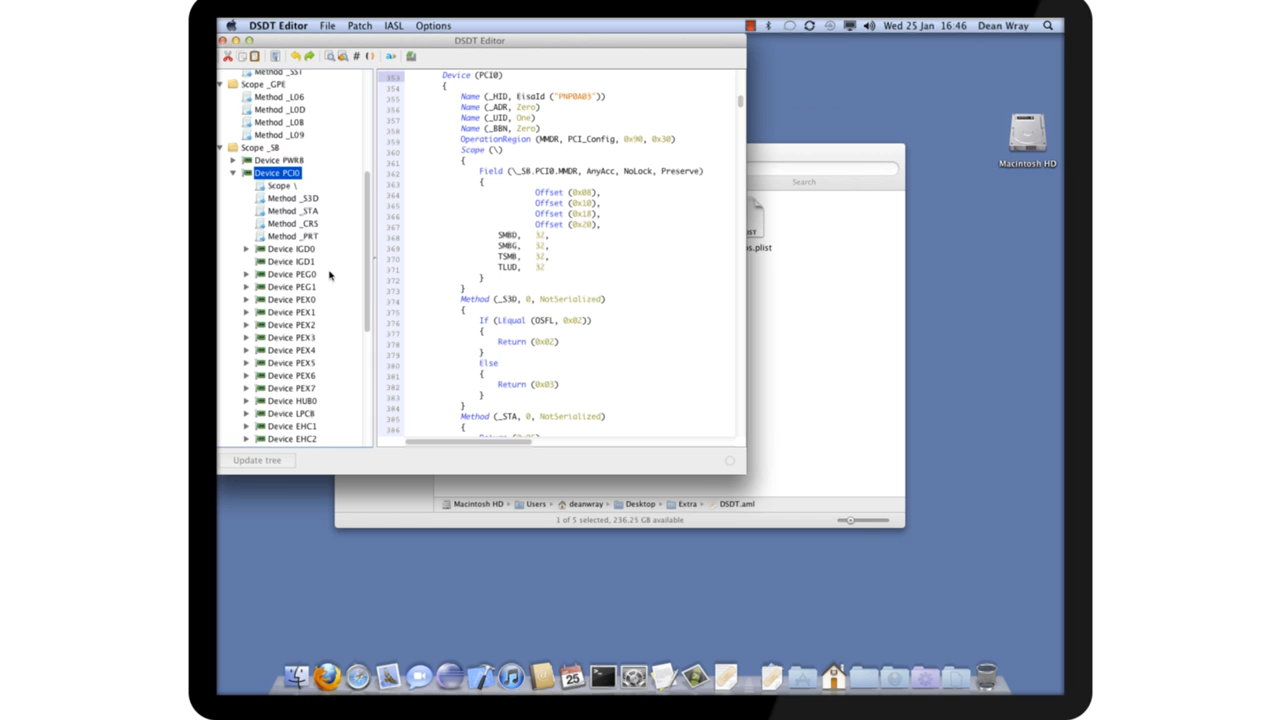 DSDT Editor File Patch IASL Options Wed 25 Jan 16:46 Dean Wray
DSDT Editor
Method _SST
Scope _GPE
Method _L06
Method _L0D
Method _L0B
Method _L09
Scope _SB
Device PWRB
Device PCI0
Scope \
Method _S3D
Method _STA
Method _CRS
Method _PRT
Device IGD0
Device IGD1
Device PEG0
Device PEG1
Device PEX0
Device PEX1
Device PEX2
Device PEX3
Device PEX4
Device PEX5
Device PEX6
Device PEX7
Device HUB0
Device LPCB
Device EHC1
Device EHC2
353 Device (PCI0)
354 {
355 Name (_HID, EisaId ("PNP0A03"))
356 Name (_ADR, Zero)
357 Name (_UID, One)
358 Name (_BBN, Zero)
359 OperationRegion (MMDR, PCI_Config, 0x90, 0x30)
360 Scope (\)
361 {
362 Field (\_SB.PCI0.MMDR, AnyAcc, NoLock, Preserve)
363 {
364 Offset (0x08),
365 Offset (0x10),
366 Offset (0x18),
367 Offset (0x20),
368 SMBD, 32,
369 SMBG, 32,
370 TSMB, 32,
371 TLUD, 32
372 }
373 }
374 Method (_S3D, 0, NotSerialized)
375 {
376 If (LEqual (OSFL, 0x02))
377 {
378 Return (0x02)
379 }
380 Else
381 {
382 Return (0x03)
383 }
384 }
385 Method (_STA, 0, NotSerialized)
386 {
Update tree
Search
s.plist
Macintosh HD
Macintosh HD Users deanwray Desktop Extra DSDT.aml
1 of 5 selected, 236.25 GB available
25